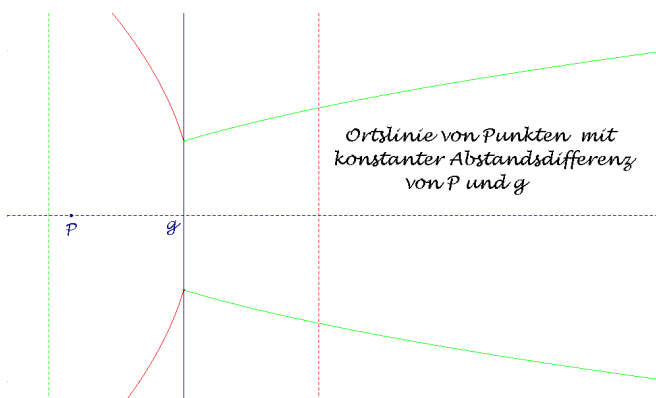 Ortslinie von Punkten mit
konstanter Abstandsdifferenz
von P und g
P
g